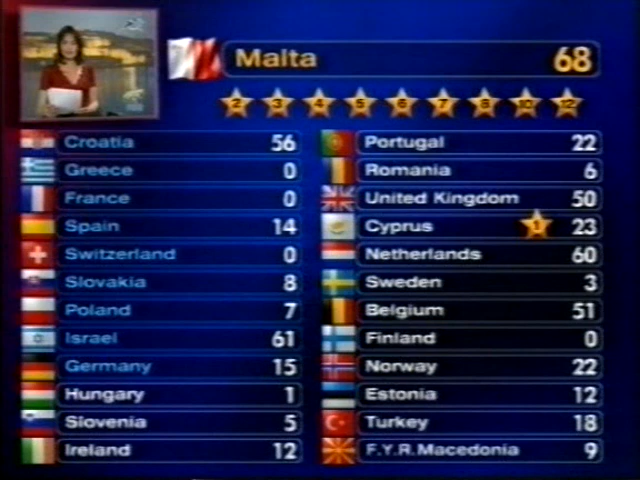 Malta 68
2 3 4 5 6 7 8 10 12
Croatia 56
Greece 0
France 0
Spain 14
Switzerland 0
Slovakia 8
Poland 7
Israel 61
Germany 15
Hungary 1
Slovenia 5
Ireland 12
Portugal 22
Romania 6
United Kingdom 50
Cyprus 1 23
Netherlands 60
Sweden 3
Belgium 51
Finland 0
Norway 22
Estonia 12
Turkey 18
F.Y.R.Macedonia 9